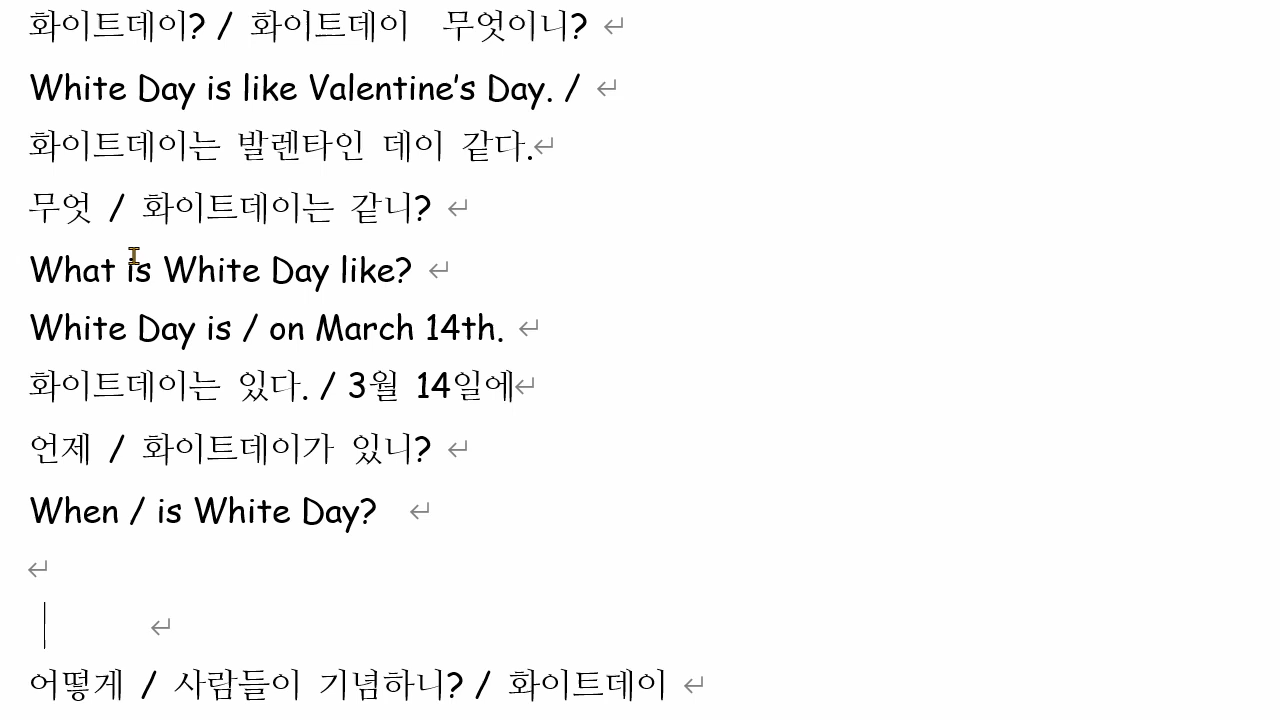 화이트데이? / 화이트데이 무엇이니?
White Day is like Valentine's Day. /
화이트데이는 발렌타인 데이 같다.
무엇 / 화이트데이는 같니?
What is White Day like?
White Day is / on March 14th.
화이트데이는 있다. / 3월 14일에
언제 / 화이트데이가 있니?
When / is White Day?
어떻게 / 사람들이 기념하니? / 화이트데이